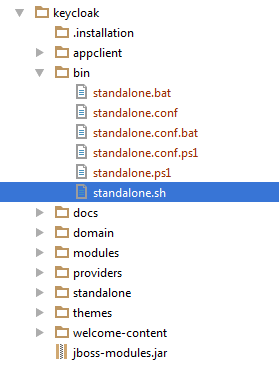 keycloak
.installation
appclient
bin
standalone.bat
standalone.conf
standalone.conf.bat
standalone.conf.ps1
standalone.ps1
standalone.sh
docs
domain
modules
providers
standalone
themes
welcome-content
jboss-modules.jar